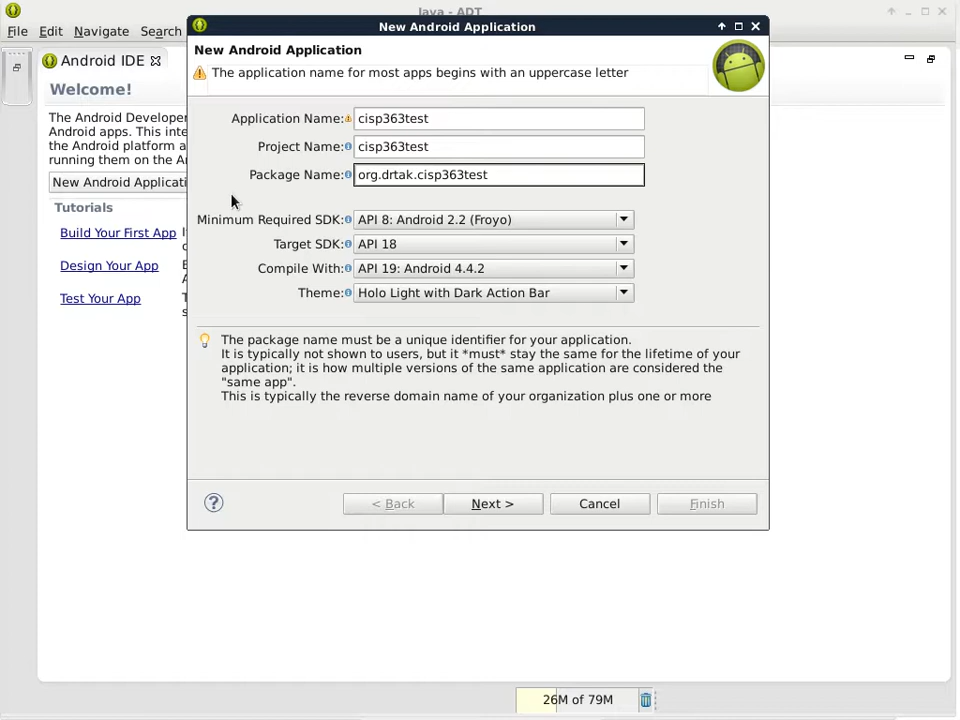 Java - ADT
File Edit Navigate Search
New Android Application
Android IDE
New Android Application
The application name for most apps begins with an uppercase letter
Welcome!
The Android Developer
Android apps. This inte
the Android platform a
running them on the A
New Android Applicati
Tutorials
Build Your First App
Design Your App
Test Your App
Application Name: cisp363test
Project Name: cisp363test
Package Name: org.drtak.cisp363test
Minimum Required SDK: API 8: Android 2.2 (Froyo)
Target SDK: API 18
Compile With: API 19: Android 4.4.2
Theme: Holo Light with Dark Action Bar
The package name must be a unique identifier for your application.
It is typically not shown to users, but it *must* stay the same for the lifetime of your
application; it is how multiple versions of the same application are considered the
"same app".
This is typically the reverse domain name of your organization plus one or more
? < Back Next > Cancel Finish
26M of 79M